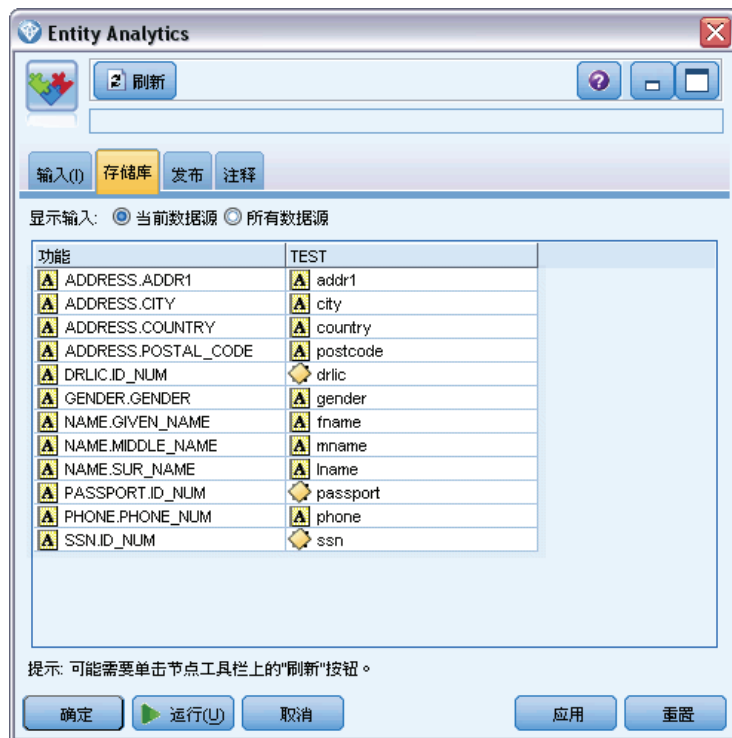 Entity Analytics
刷新
输入(I) 存储库 发布 注释
显示输入: 当前数据源 所有数据源
功能 TEST
A ADDRESS.ADDR1 A addr1
A ADDRESS.CITY A city
A ADDRESS.COUNTRY A country
A ADDRESS.POSTAL_CODE A postcode
A DRLIC.ID_NUM drlic
A GENDER.GENDER A gender
A NAME.GIVEN_NAME A fname
A NAME.MIDDLE_NAME A mname
A NAME.SUR_NAME A lname
A PASSPORT.ID_NUM passport
A PHONE.PHONE_NUM A phone
A SSN.ID_NUM ssn
提示: 可能需要单击节点工具栏上的"刷新"按钮。
确定 运行(U) 取消 应用 重置